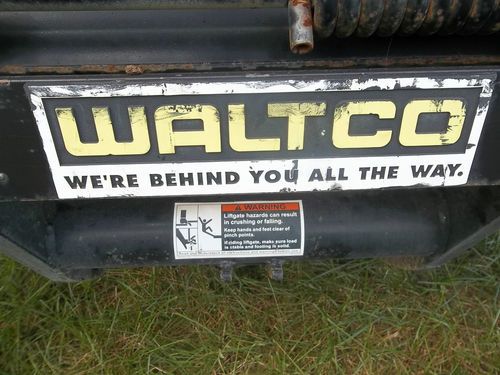 WALTCO
WE'RE BEHIND YOU ALL THE WAY.
WARNING
Liftgate hazards can result
in crushing or falling.
Keep hands and feet clear of
pinch points.
If riding liftgate, make sure load
is stable and footing is solid.